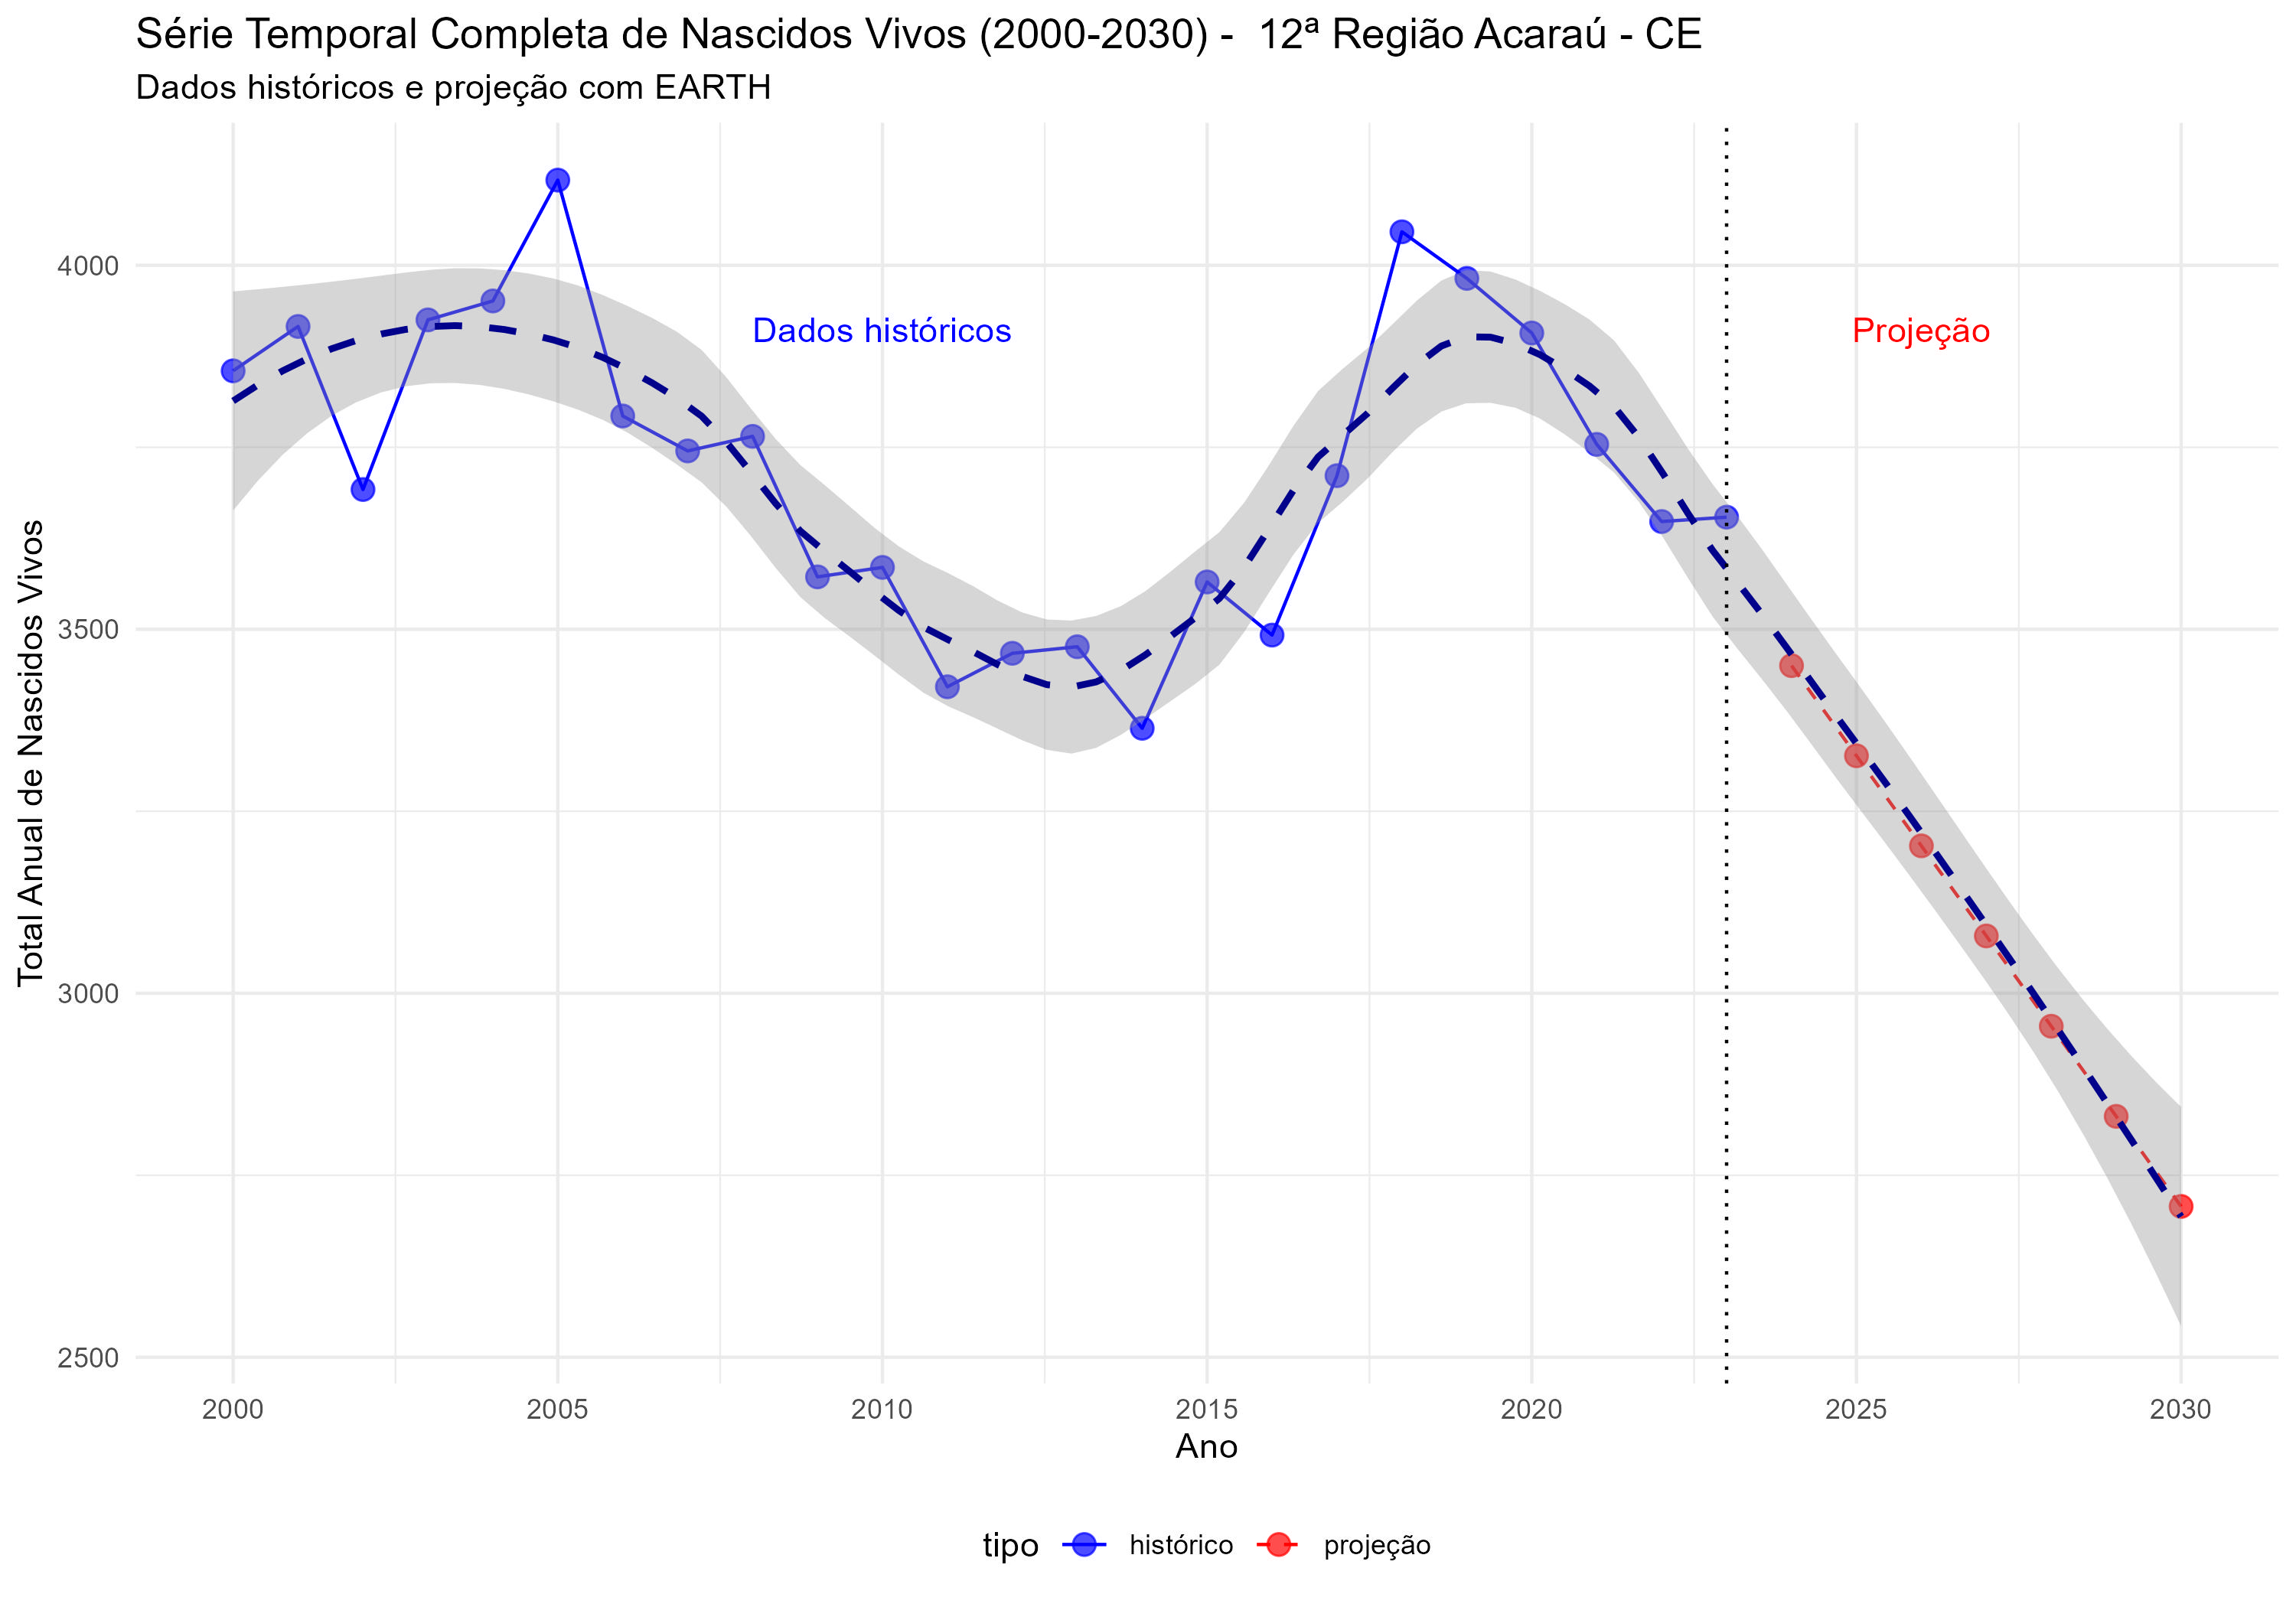 Série Temporal Completa de Nascidos Vivos (2000-2030) -  12ª Região Acaraú - CE
Dados históricos e projeção com EARTH
Total Anual de Nascidos Vivos
4000
3500
3000
2500
Dados históricos
Projeção
2000 2005 2010 2015 2020 2025 2030
Ano
tipo histórico projeção